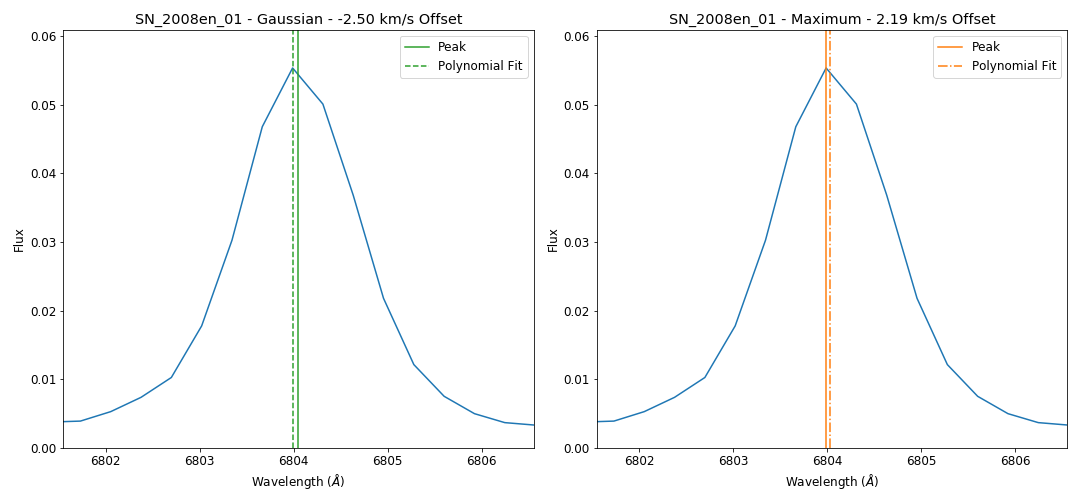 SN_2008en_01 - Gaussian - -2.50 km/s Offset
0.06
0.05
0.04
0.03
0.02
0.01
0.00
Flux
Peak
Polynomial Fit
6802 6803 6804 6805 6806
Wavelength (Å)
SN_2008en_01 - Maximum - 2.19 km/s Offset
0.06
0.05
0.04
0.03
0.02
0.01
0.00
Flux
Peak
Polynomial Fit
6802 6803 6804 6805 6806
Wavelength (Å)